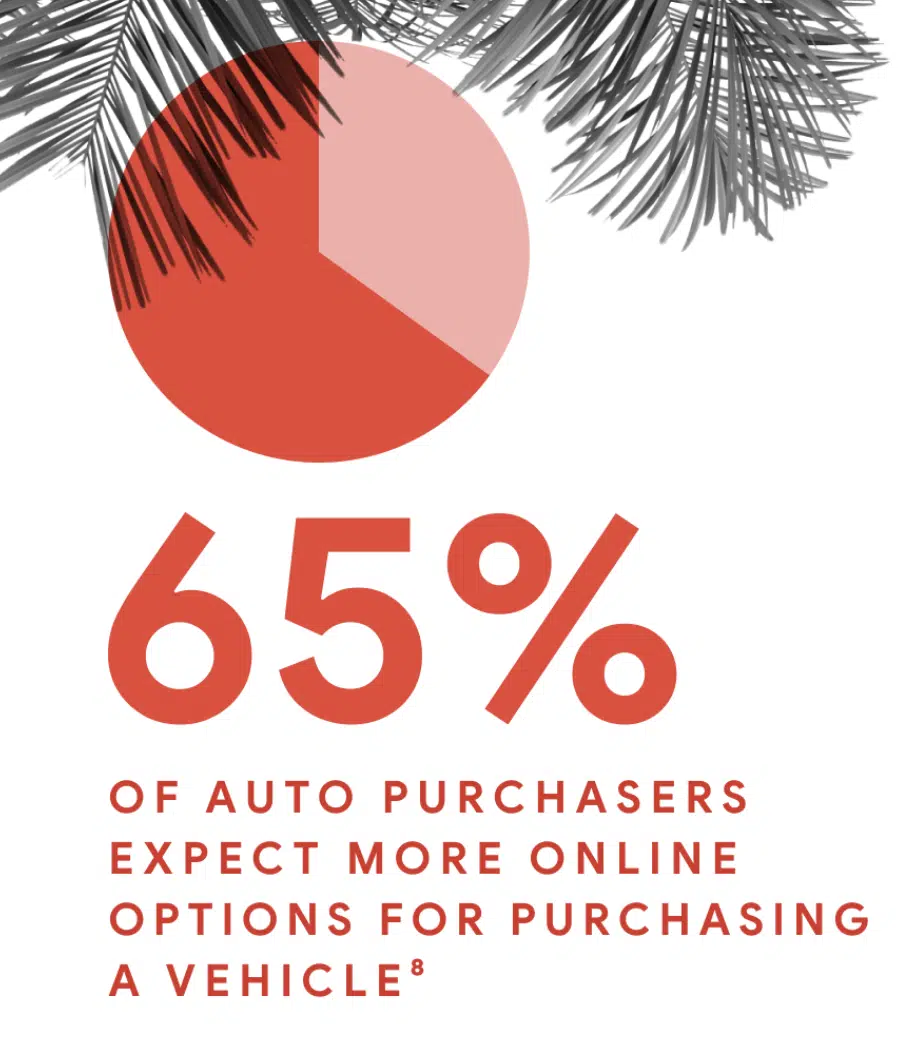 65%
OF AUTO PURCHASERS
EXPECT MORE ONLINE
OPTIONS FOR PURCHASING
A VEHICLE⁸